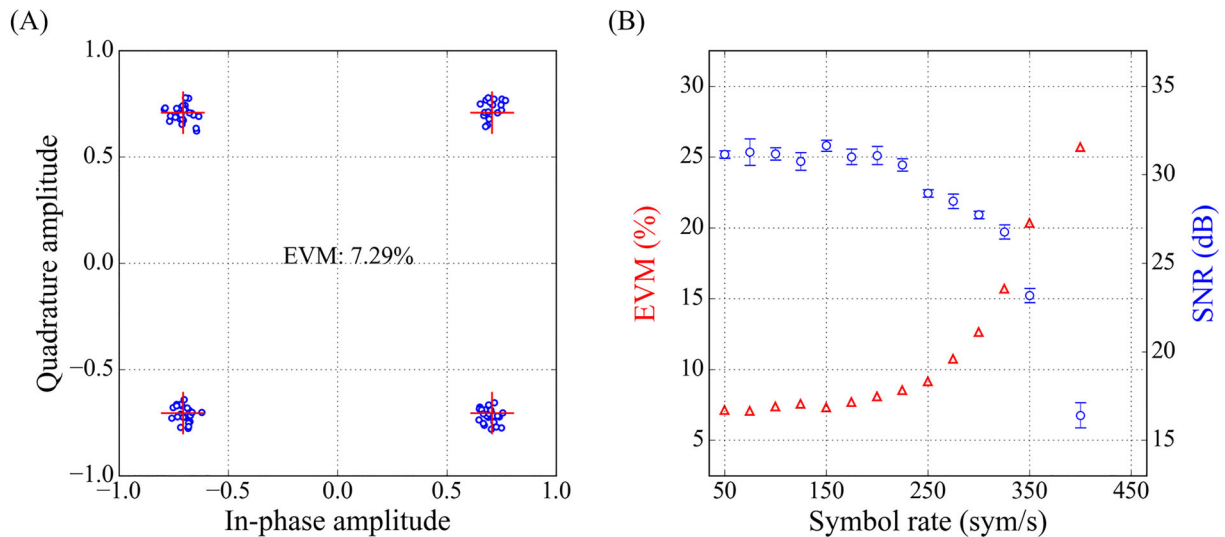 (A)
1.0
0.5
0.0
−0.5
−1.0
Quadrature amplitude
EVM: 7.29%
−1.0 −0.5 0.0 0.5 1.0
In-phase amplitude
(B)
30
25
20
15
10
5
EVM (%)
35
30
25
20
15
SNR (dB)
50 150 250 350 450
Symbol rate (sym/s)